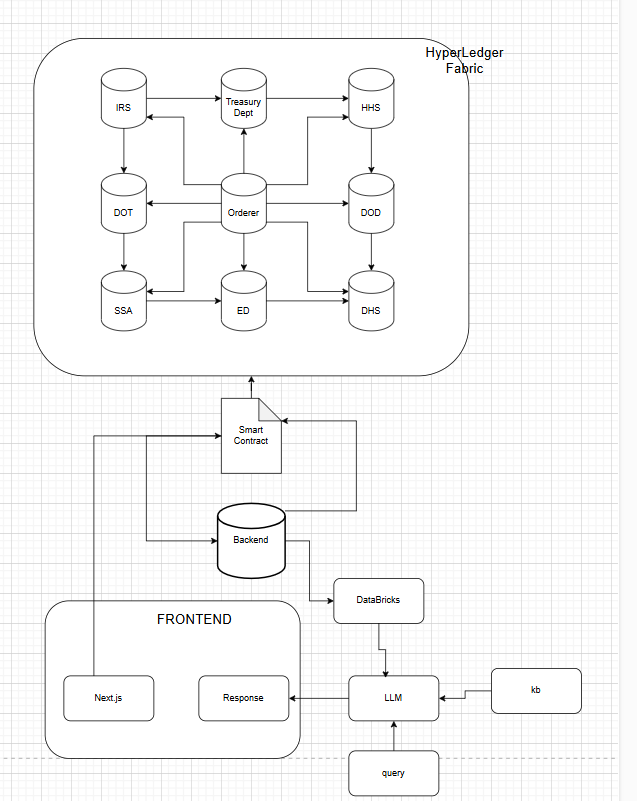 HyperLedger
Fabric
IRS
Treasury
Dept
HHS
DOT
Orderer
DOD
SSA
ED
DHS
Smart
Contract
Backend
DataBricks
FRONTEND
Next.js
Response
LLM
kb
query